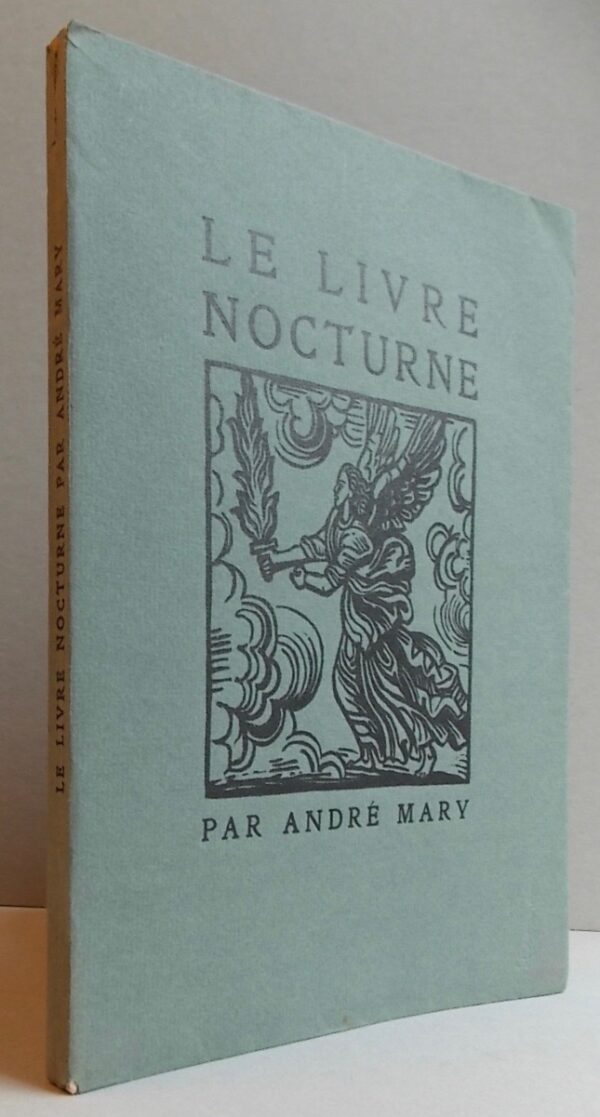 LE LIVRE
NOCTURNE
PAR ANDRÉ MARY
LE LIVRE NOCTURNE PAR ANDRÉ MARY